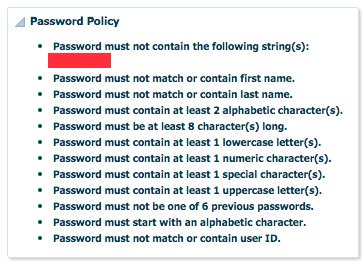 Password Policy
Password must not contain the following string(s):
Password must not match or contain first name.
Password must not match or contain last name.
Password must contain at least 2 alphabetic character(s).
Password must be at least 8 character(s) long.
Password must contain at least 1 lowercase letter(s).
Password must contain at least 1 numeric character(s).
Password must contain at least 1 special character(s).
Password must contain at least 1 uppercase letter(s).
Password must not be one of 6 previous passwords.
Password must start with an alphabetic character.
Password must not match or contain user ID.